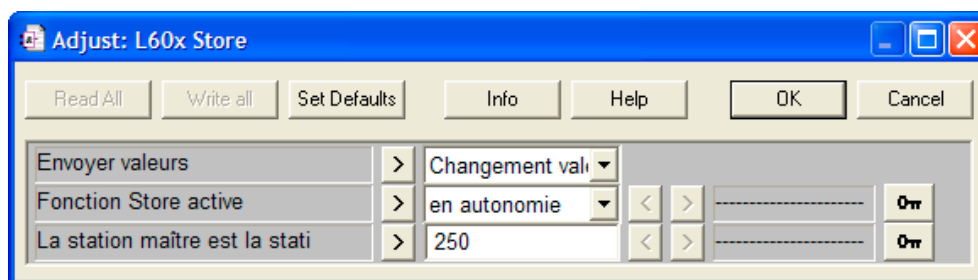 Adjust: L60x Store
Read All Write all Set Defaults Info Help OK Cancel
Envoyer valeurs > Changement val
Fonction Store active > en autonomie < > -----------------------
La station maître est la stati > 250 < > -----------------------